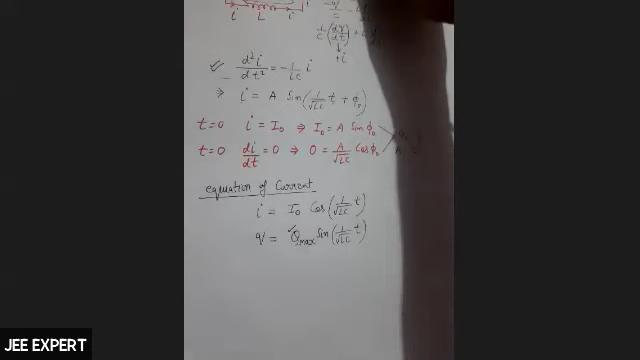 i L i
d²i/dt² = -1/LC i
⇒ i = A sin(1/√LC t + ϕ₀)
t=0 i = I₀ ⇒ I₀ = A sin ϕ₀
t=0 di/dt = 0 ⇒ 0 = A/√LC cos ϕ₀
equation of Current
i = I₀ Cos(1/√LC t)
q = Qmax sin(1/√LC t)
JEE EXPERT